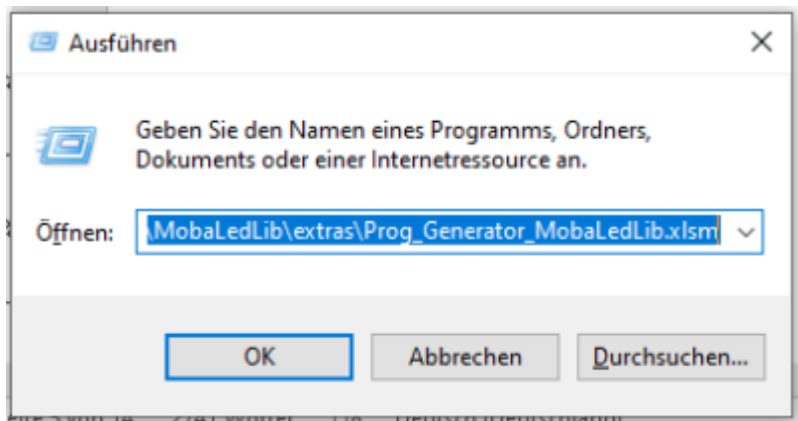 Ausführen
Geben Sie den Namen eines Programms, Ordners,
Dokuments oder einer Internetressource an.
Öffnen: \MobaLedLib\extras\Prog_Generator_MobaLedLib.xlsm
OK Abbrechen Durchsuchen...